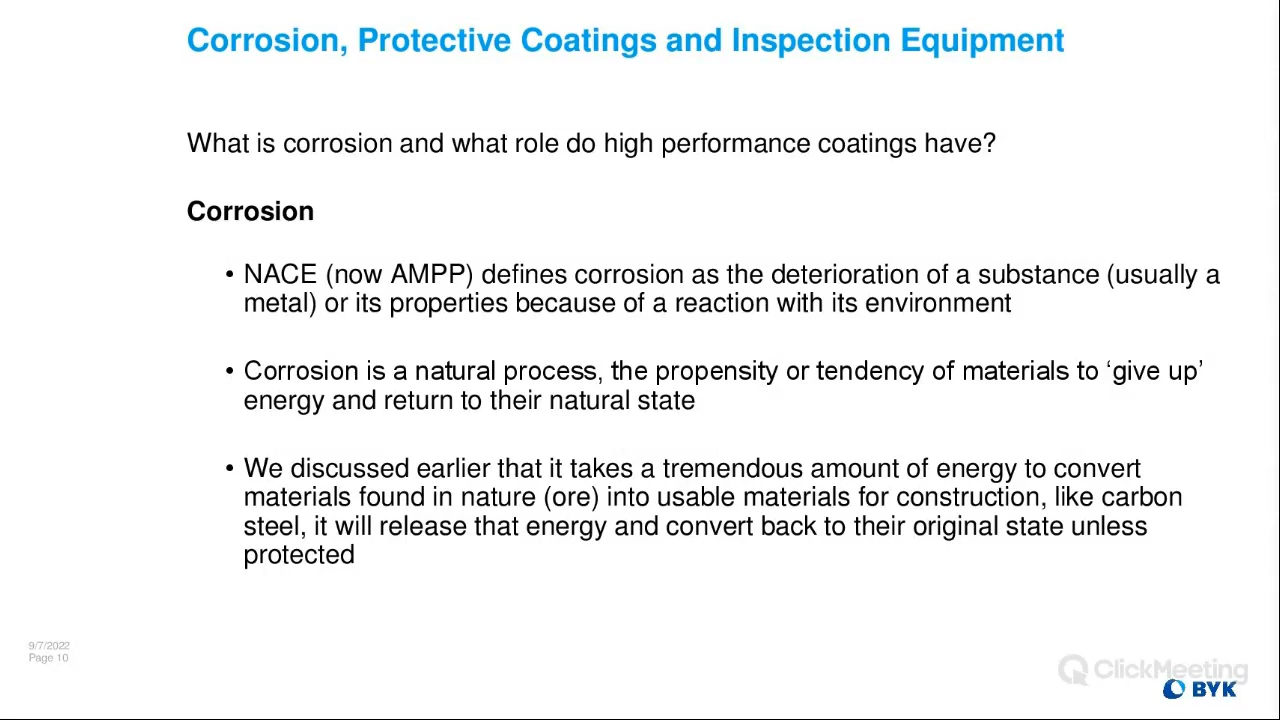 Corrosion, Protective Coatings and Inspection Equipment
What is corrosion and what role do high performance coatings have?
Corrosion
• NACE (now AMPP) defines corrosion as the deterioration of a substance (usually a
metal) or its properties because of a reaction with its environment
• Corrosion is a natural process, the propensity or tendency of materials to ‘give up’
energy and return to their natural state
• We discussed earlier that it takes a tremendous amount of energy to convert
materials found in nature (ore) into usable materials for construction, like carbon
steel, it will release that energy and convert back to their original state unless
protected
9/7/2022
Page 10
ClickMeeting
BYK